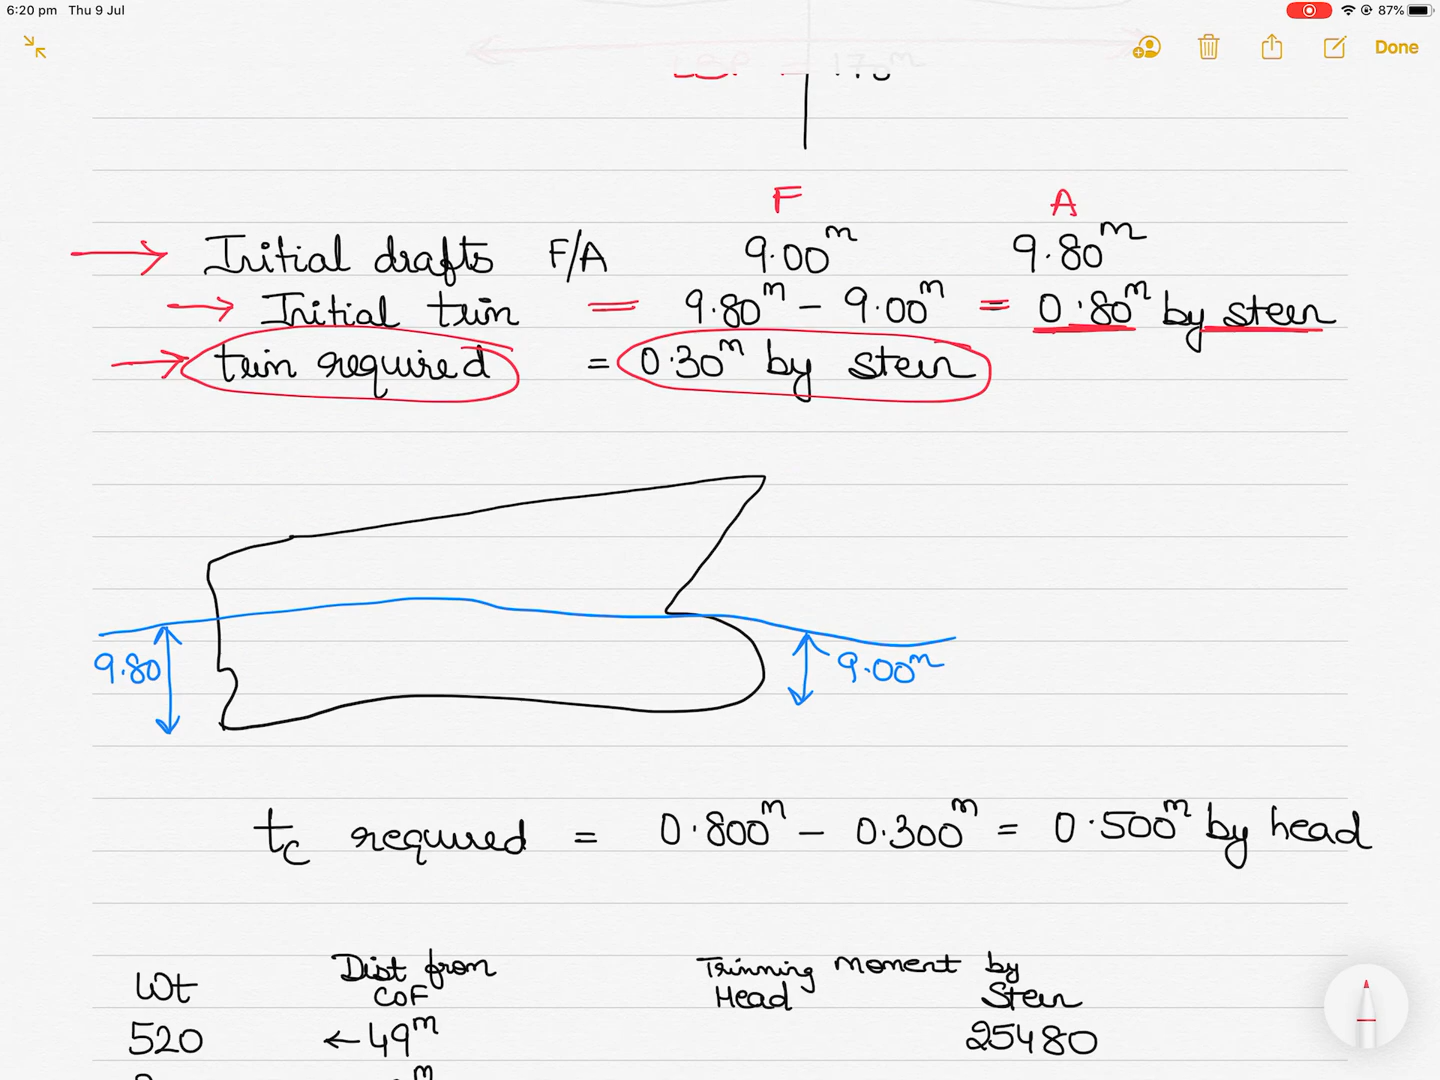 6:20 pm Thu 9 Jul 87%
Done
F A
Initial drafts F/A 9.00m 9.80m
Initial trim = 9.80m - 9.00m = 0.80m by stern
trim required = 0.30m by stern
9.80 9.00m
tc required = 0.800m - 0.300m = 0.500m by head
Wt Dist from CoF Trimming moment by
Head Stern
520 ← 49m 25480